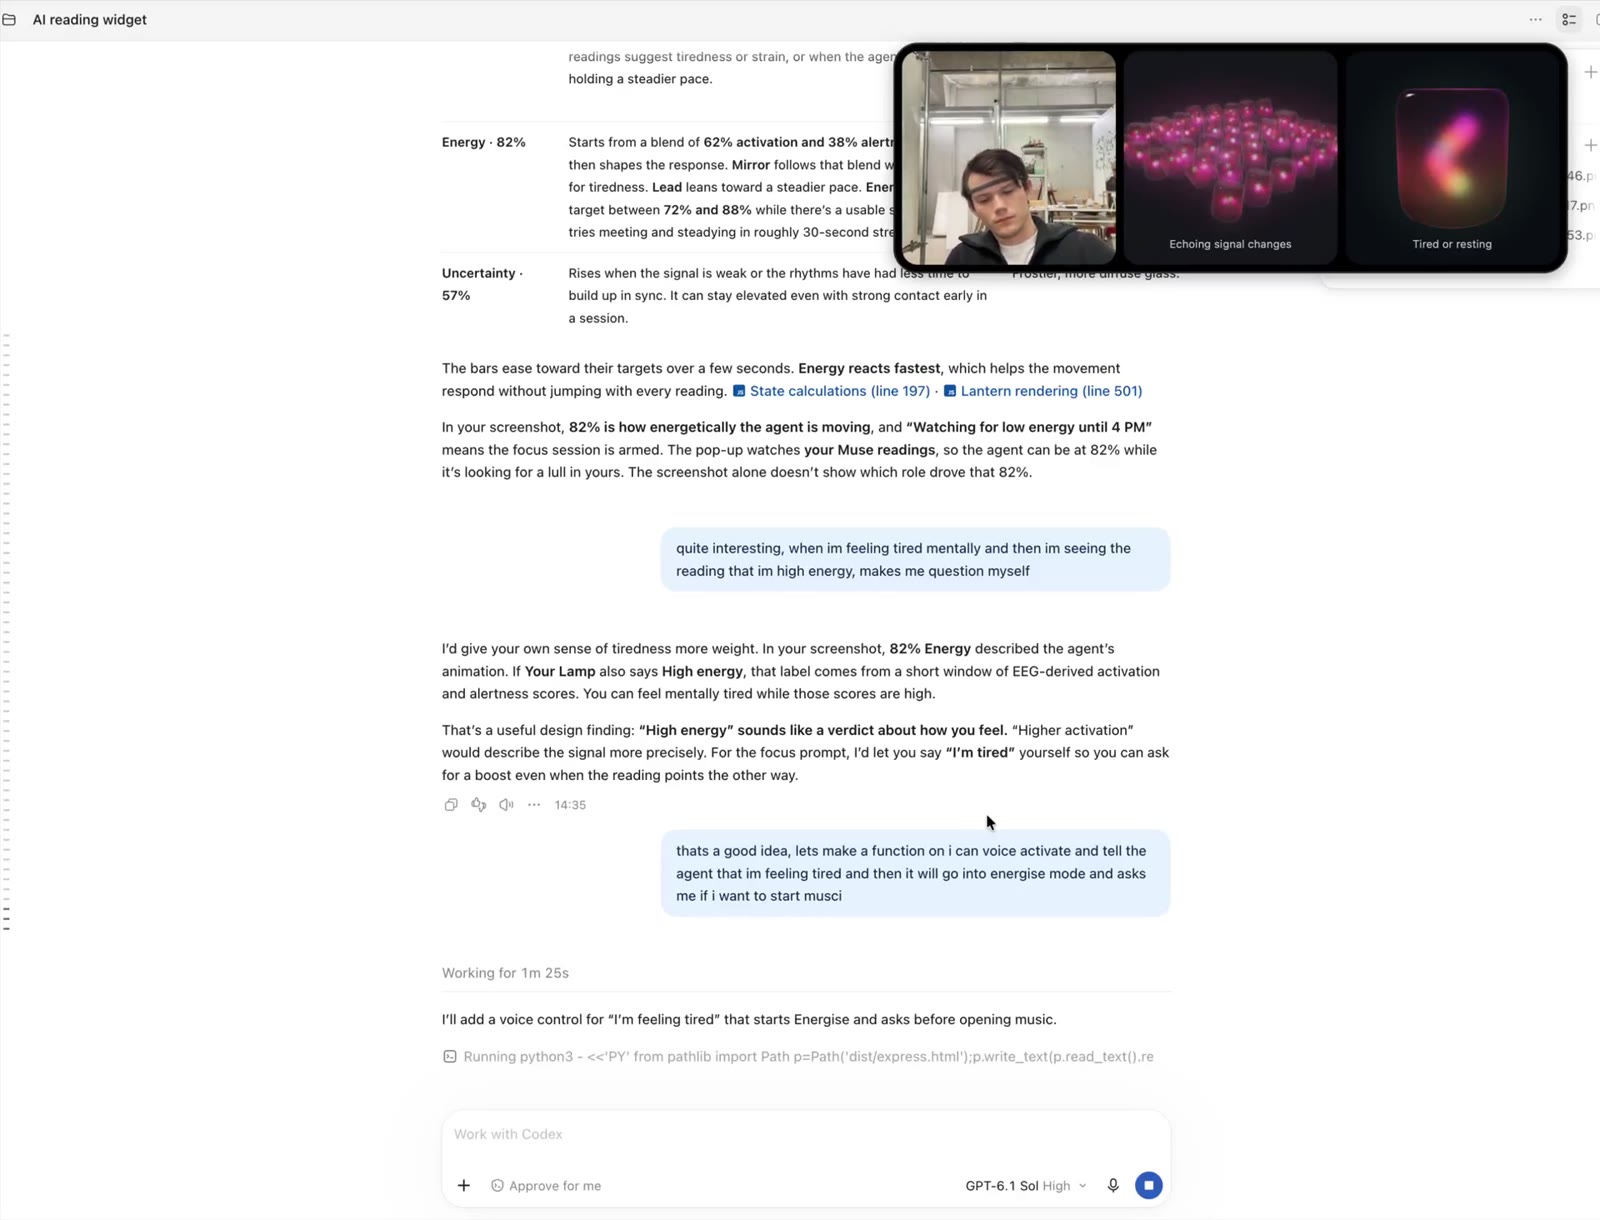 AI reading widget
readings suggest tiredness or strain, or when the agen
holding a steadier pace.
Energy · 82%
Starts from a blend of 62% activation and 38% alertn
then shapes the response. Mirror follows that blend w
for tiredness. Lead leans toward a steadier pace. Ener
target between 72% and 88% while there’s a usable s
tries meeting and steadying in roughly 30-second stre
Echoing signal changes
Tired or resting
46.pn
7.pn
53.p
Uncertainty ·
57%
Rises when the signal is weak or the rhythms have had less time to
build up in sync. It can stay elevated even with strong contact early in
a session.
Frostier, more diffuse glass.
The bars ease toward their targets over a few seconds. Energy reacts fastest, which helps the movement
respond without jumping with every reading. State calculations (line 197) · Lantern rendering (line 501)
In your screenshot, 82% is how energetically the agent is moving, and “Watching for low energy until 4 PM”
means the focus session is armed. The pop-up watches your Muse readings, so the agent can be at 82% while
it’s looking for a lull in yours. The screenshot alone doesn’t show which role drove that 82%.
quite interesting, when im feeling tired mentally and then im seeing the
reading that im high energy, makes me question myself
I’d give your own sense of tiredness more weight. In your screenshot, 82% Energy described the agent’s
animation. If Your Lamp also says High energy, that label comes from a short window of EEG-derived activation
and alertness scores. You can feel mentally tired while those scores are high.
That’s a useful design finding: “High energy” sounds like a verdict about how you feel. “Higher activation”
would describe the signal more precisely. For the focus prompt, I’d let you say “I’m tired” yourself so you can ask
for a boost even when the reading points the other way.
14:35
thats a good idea, lets make a function on i can voice activate and tell the
agent that im feeling tired and then it will go into energise mode and asks
me if i want to start musci
Working for 1m 25s
I’ll add a voice control for “I’m feeling tired” that starts Energise and asks before opening music.
Running python3 - <<'PY' from pathlib import Path p=Path('dist/express.html');p.write_text(p.read_text().re
Work with Codex
Approve for me
GPT-6.1 Sol High